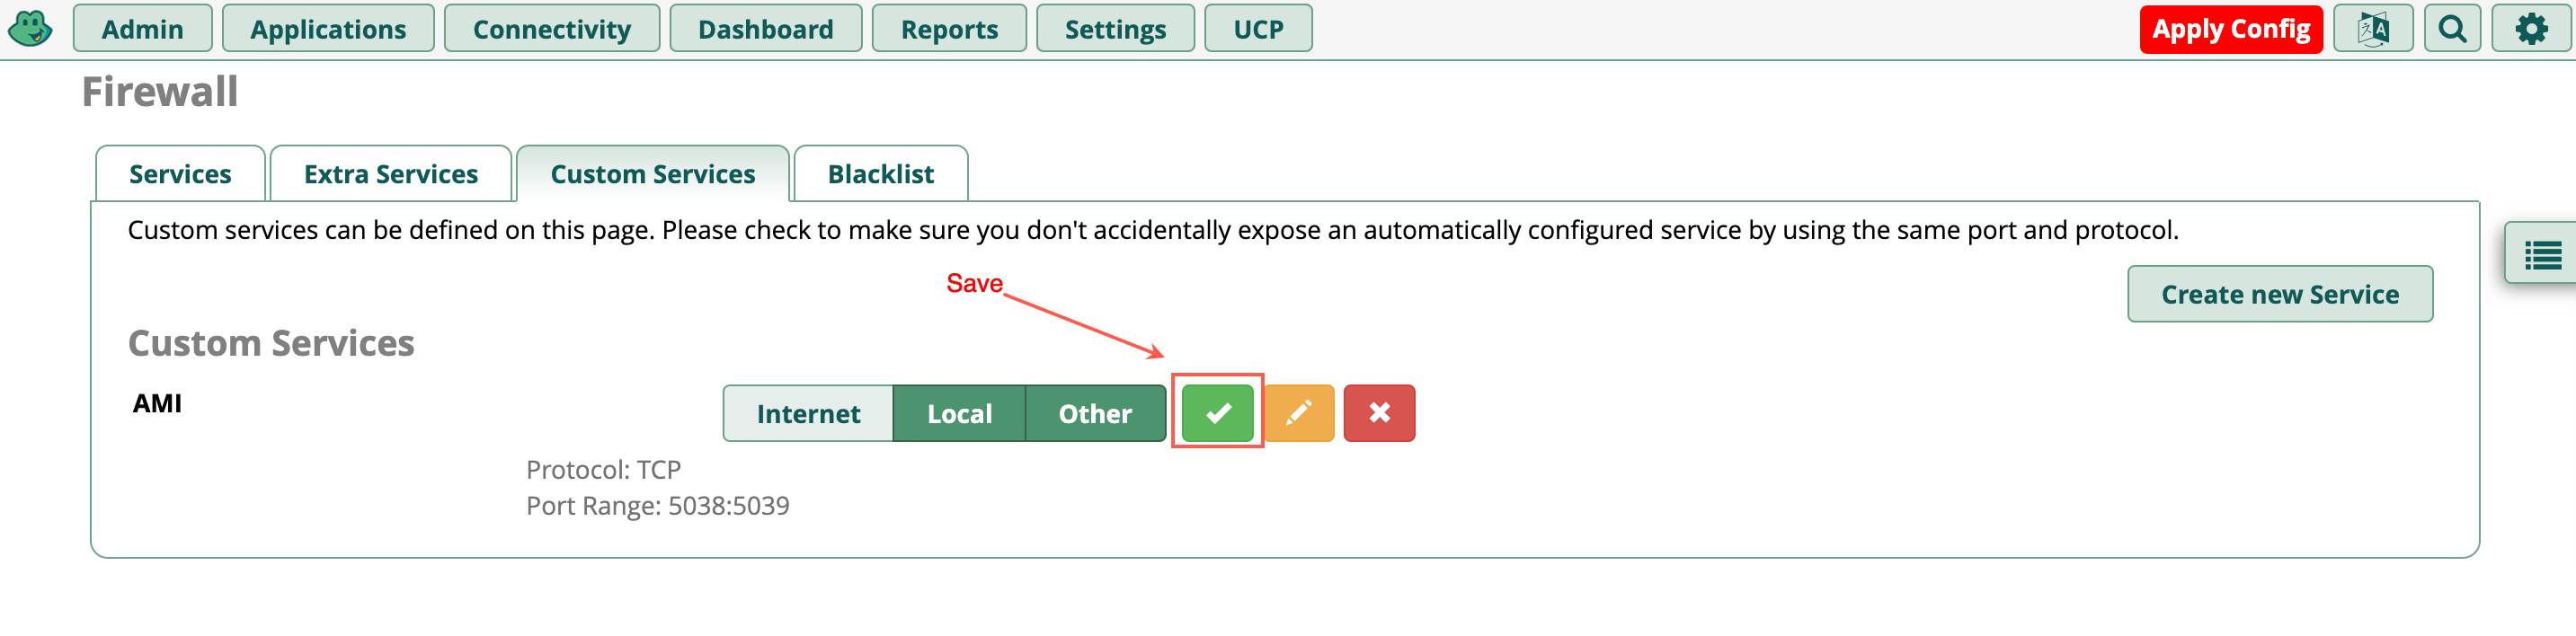 Admin
Applications
Connectivity
Dashboard
Reports
Settings
UCP
Apply Config
Firewall
Services
Extra Services
Custom Services
Blacklist
Custom services can be defined on this page. Please check to make sure you don't accidentally expose an automatically configured service by using the same port and protocol.
Save
Create new Service
Custom Services
AMI
Internet
Local
Other
Protocol: TCP
Port Range: 5038:5039